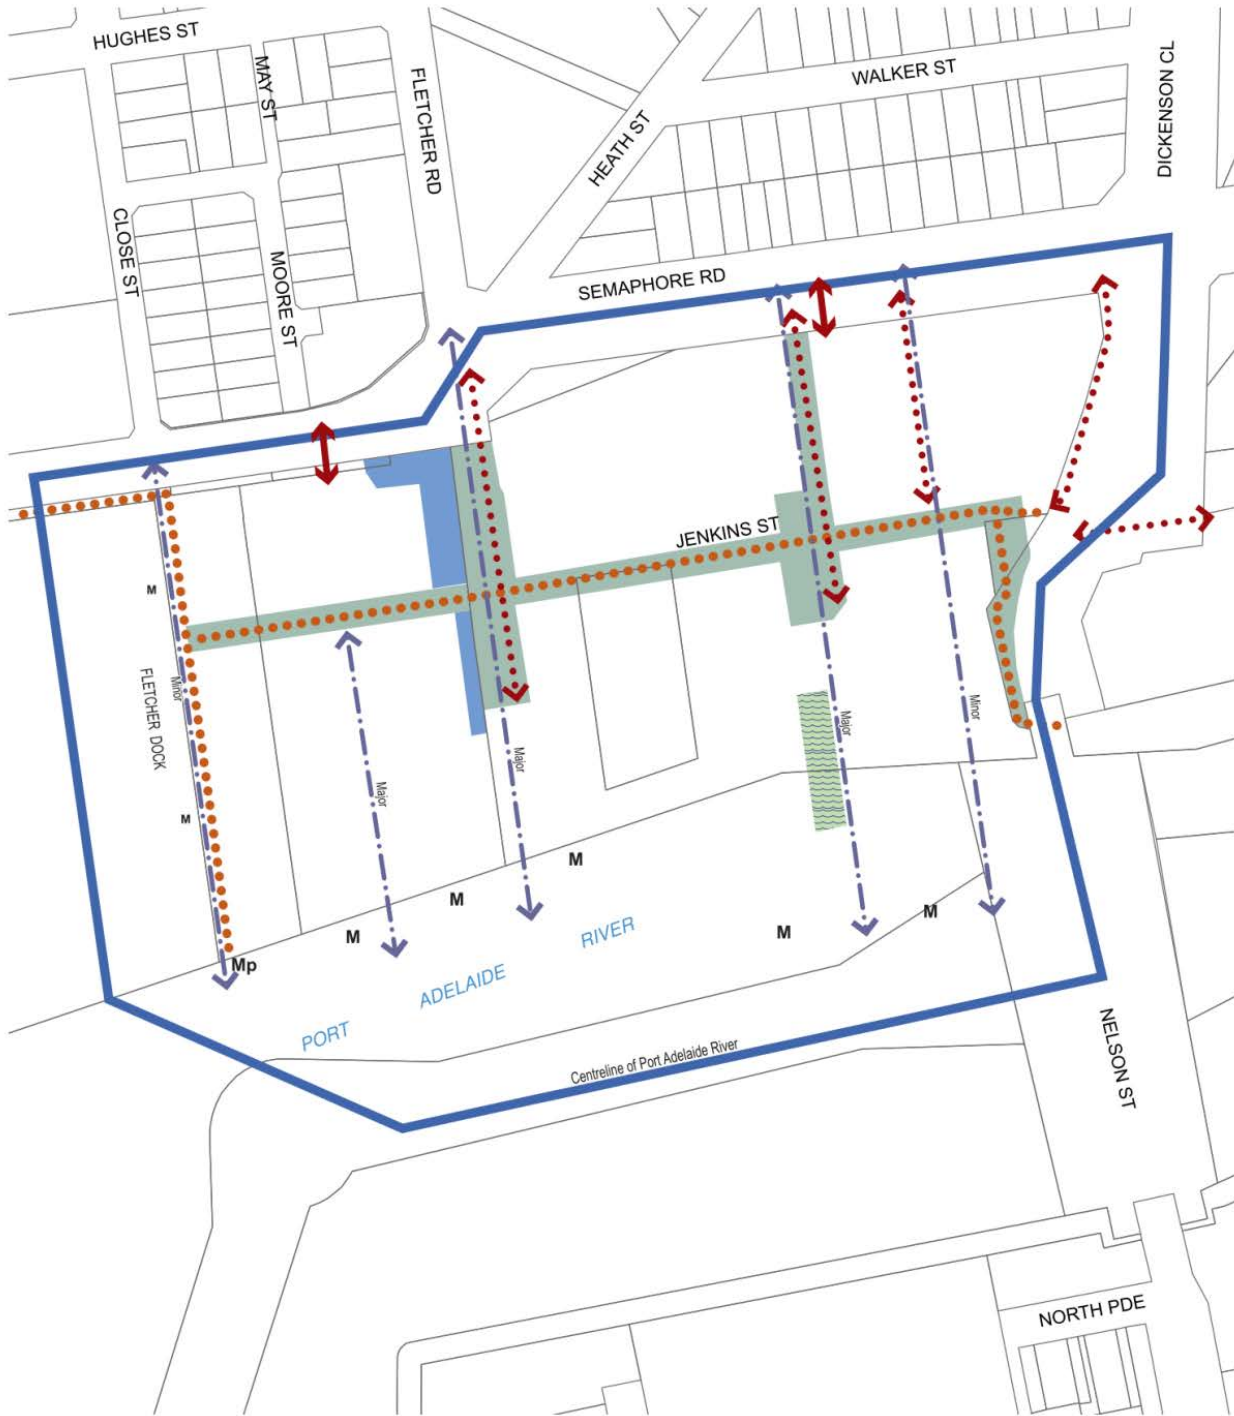 HUGHES ST
MAY ST
FLETCHER RD
HEATH ST
WALKER ST
DICKENSON CL
CLOSE ST
MOORE ST
SEMAPHORE RD
JENKINS ST
M
Minor
FLETCHER DOCK
Major
Major
Major
Minor
M
M
M
M
M
M
Mp
PORT ADELAIDE RIVER
Centreline of Port Adelaide River
NELSON ST
NORTH PDE